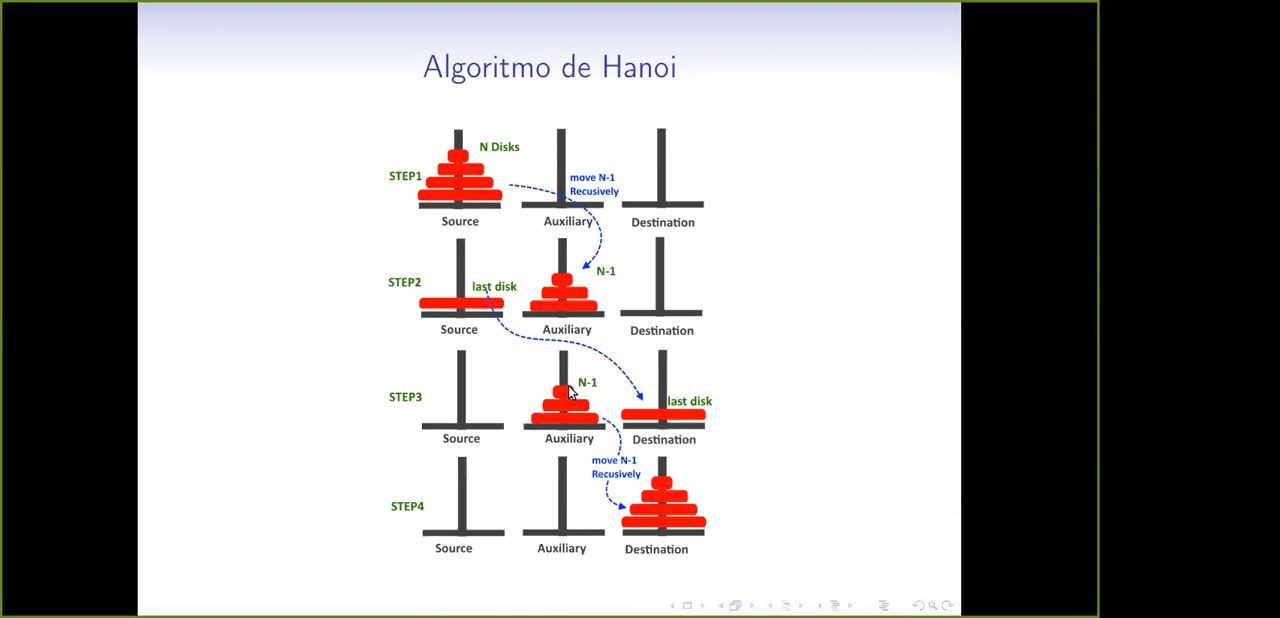 Algoritmo de Hanoi
N Disks
STEP1
move N-1
Recusively
Source
Auxiliary
Destination
STEP2
last disk
N-1
Source
Auxiliary
Destination
STEP3
N-1
last disk
Source
Auxiliary
Destination
move N-1
Recusively
STEP4
Source
Auxiliary
Destination